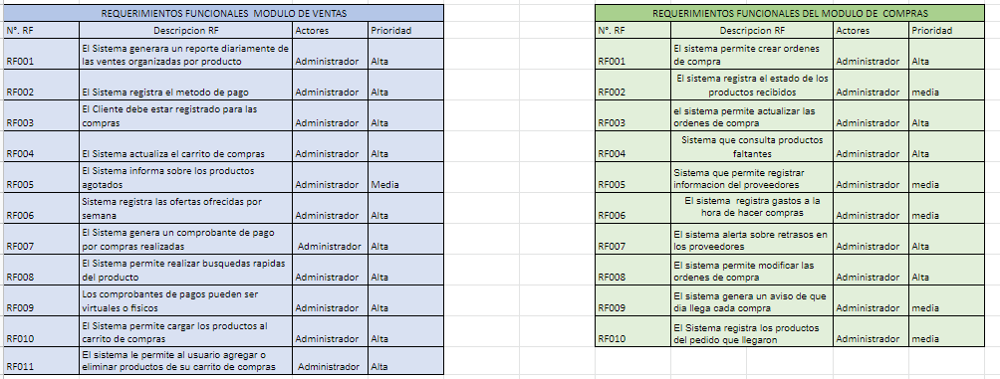 REQUERIMIENTOS FUNCIONALES  MODULO DE VENTAS
N°. RF Descripcion RF Actores Prioridad
El Sistema generara un reporte diariamente de
RF001 las ventes organizadas por producto Administrador Alta
RF002 El Sistema registra el metodo de pago Administrador Alta
El Cliente debe estar registrado para las
RF003 compras Administrador Alta
RF004 El Sistema actualiza el carrito de compras Administrador Alta
El Sistema informa sobre los productos
RF005 agotados Administrador Media
Sistema registra las ofertas ofrecidas por
RF006 semana Administrador Alta
El Sistema genera un comprobante de pago
RF007 por compras realizadas Administrador Alta
El Sistema permite realizar busquedas rapidas
RF008 del producto Administrador Alta
Los comprobantes de pagos pueden ser
RF009 virtuales o fisicos Administrador Alta
El Sistema permite cargar los productos al
RF010 carrito de compras Administrador Alta
El sistema le permite al usuario agregar o
RF011 eliminar productos de su carrito de compras Administrador Alta
REQUERIMIENTOS FUNCIONALES DEL MODULO DE  COMPRAS
N°. RF Descripcion RF Actores Prioridad
El sistema permite crear ordenes
RF001 de compra Administrador Alta
El sistema registra el estado de los
RF002 productos recibidos Administrador media
el sistema permite actualizar las
RF003 ordenes de compra Administrador Alta
Sistema que consulta productos
RF004 faltantes Administrador Alta
Sistema que permite registrar
RF005 informacion del proveedores Administrador media
El sistema  registra gastos a la
RF006 hora de hacer compras Administrador media
El sistema alerta sobre retrasos en
RF007 los proveedores Administrador Alta
El sistema permite modificar las
RF008 ordenes de compra Administrador Alta
El sistema genera un aviso de que
RF009 dia llega cada compra Administrador media
El Sistema registra los productos
RF010 del pedido que llegaron Administrador media